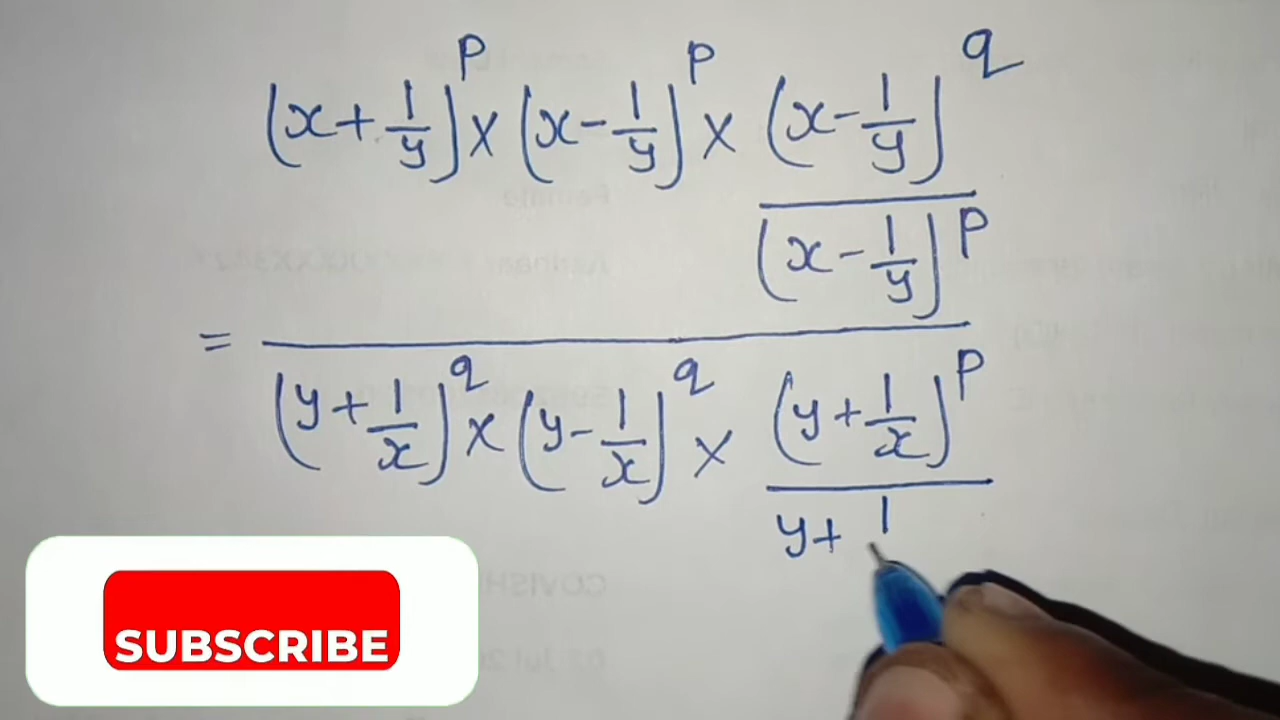 (x + 1/y)^p × (x - 1/y)^p × (x - 1/y)^q
(x - 1/y)^p
=
(y + 1/x)^q × (y - 1/x)^q × (y + 1/x)^p
y + 1
SUBSCRIBE